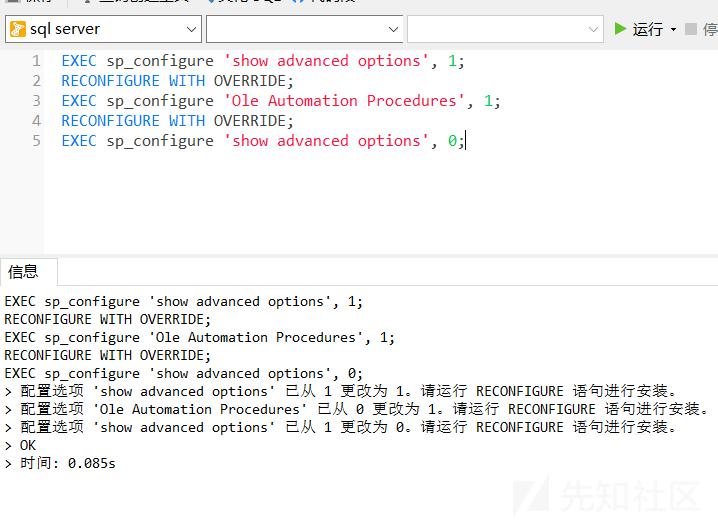 sql server
运行
停
1 EXEC sp_configure 'show advanced options', 1;
2 RECONFIGURE WITH OVERRIDE;
3 EXEC sp_configure 'Ole Automation Procedures', 1;
4 RECONFIGURE WITH OVERRIDE;
5 EXEC sp_configure 'show advanced options', 0;
信息
EXEC sp_configure 'show advanced options', 1;
RECONFIGURE WITH OVERRIDE;
EXEC sp_configure 'Ole Automation Procedures', 1;
RECONFIGURE WITH OVERRIDE;
EXEC sp_configure 'show advanced options', 0;
> 配置选项 'show advanced options' 已从 1 更改为 1。请运行 RECONFIGURE 语句进行安装。
> 配置选项 'Ole Automation Procedures' 已从 0 更改为 1。请运行 RECONFIGURE 语句进行安装。
> 配置选项 'show advanced options' 已从 1 更改为 0。请运行 RECONFIGURE 语句进行安装。
> OK
> 时间: 0.085s
先知社区